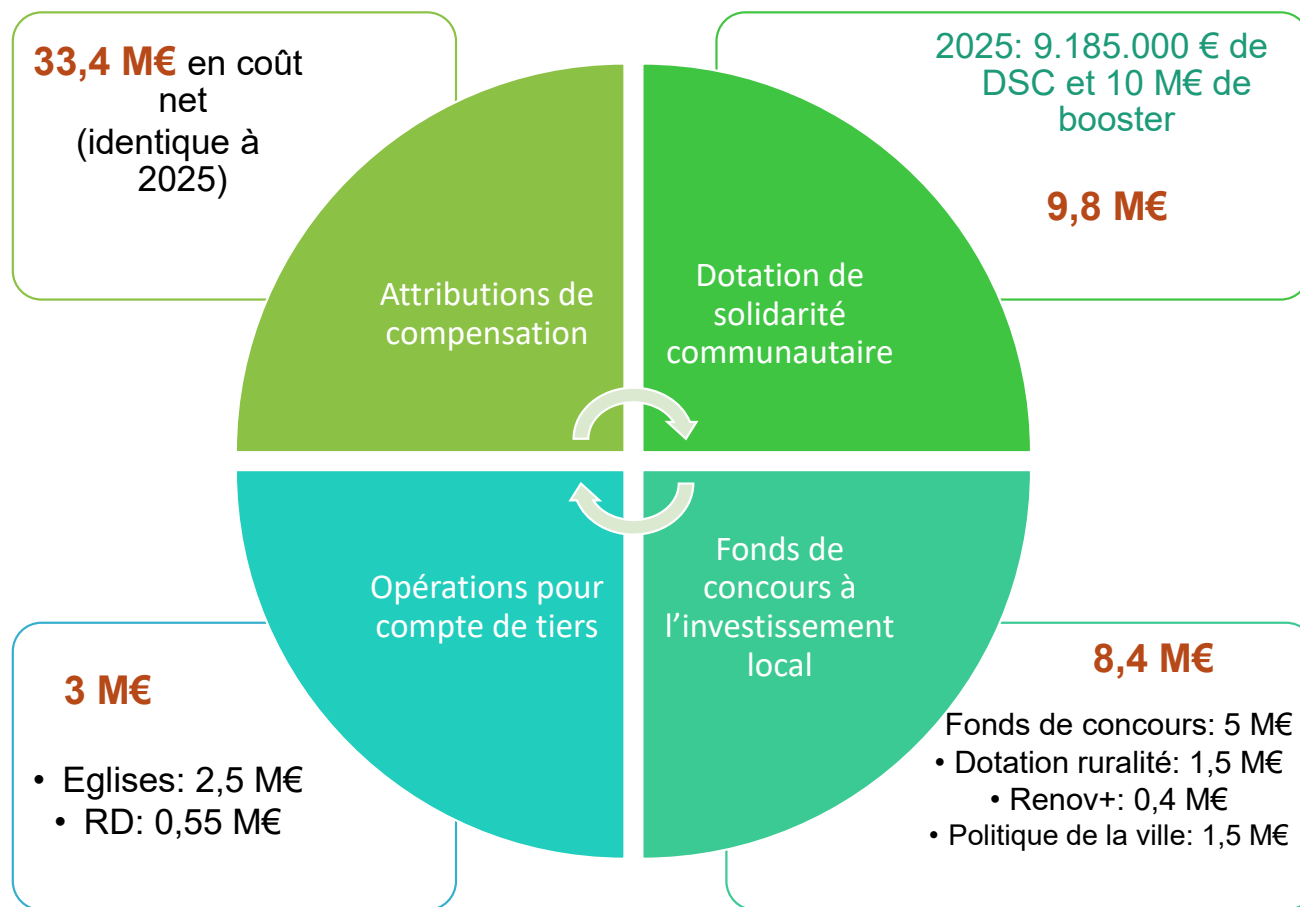 33,4 M€ en coût
net
(identique à
2025)
2025: 9.185.000 € de
DSC et 10 M€ de
booster
9,8 M€
Attributions de
compensation
Dotation de
solidarité
communautaire
Opérations pour
compte de tiers
Fonds de
concours à
l’investissement
local
3 M€
• Eglises: 2,5 M€
• RD: 0,55 M€
8,4 M€
Fonds de concours: 5 M€
• Dotation ruralité: 1,5 M€
• Renov+: 0,4 M€
• Politique de la ville: 1,5 M€